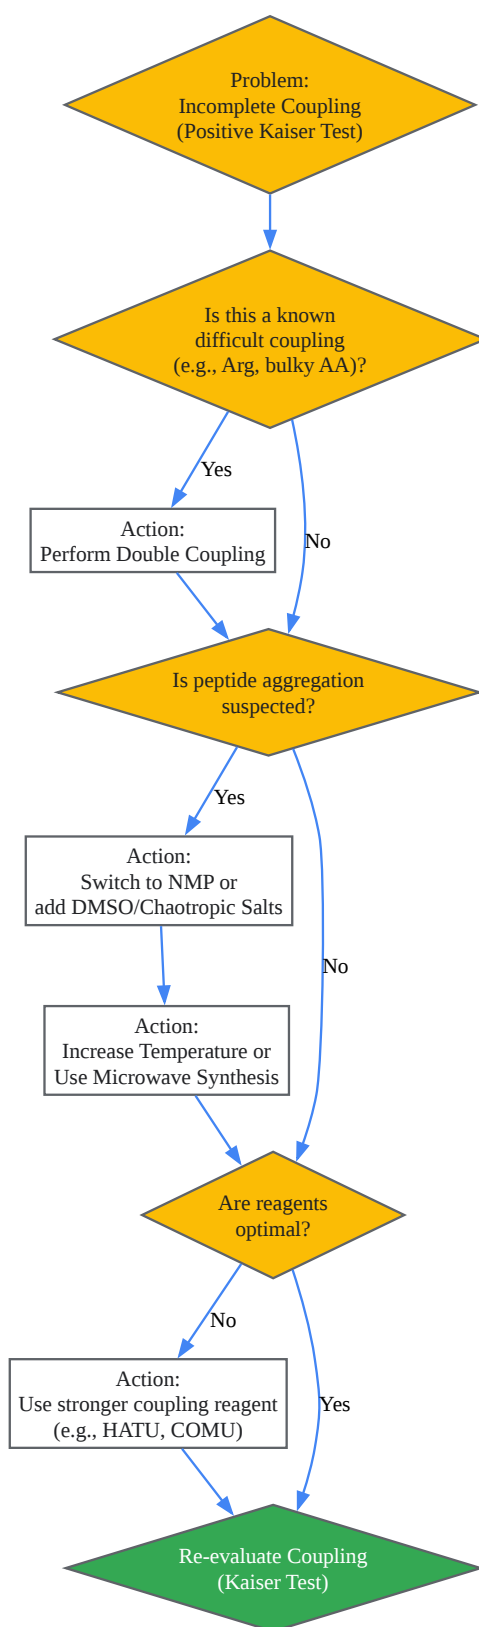 Problem:
Incomplete Coupling
(Positive Kaiser Test)
Is this a known
difficult coupling
(e.g., Arg, bulky AA)?
Yes
Action:
Perform Double Coupling
No
Is peptide aggregation
suspected?
Yes
Action:
Switch to NMP or
add DMSO/Chaotropic Salts
No
Action:
Increase Temperature or
Use Microwave Synthesis
Are reagents
optimal?
No
Action:
Use stronger coupling reagent
(e.g., HATU, COMU)
Yes
Re-evaluate Coupling
(Kaiser Test)